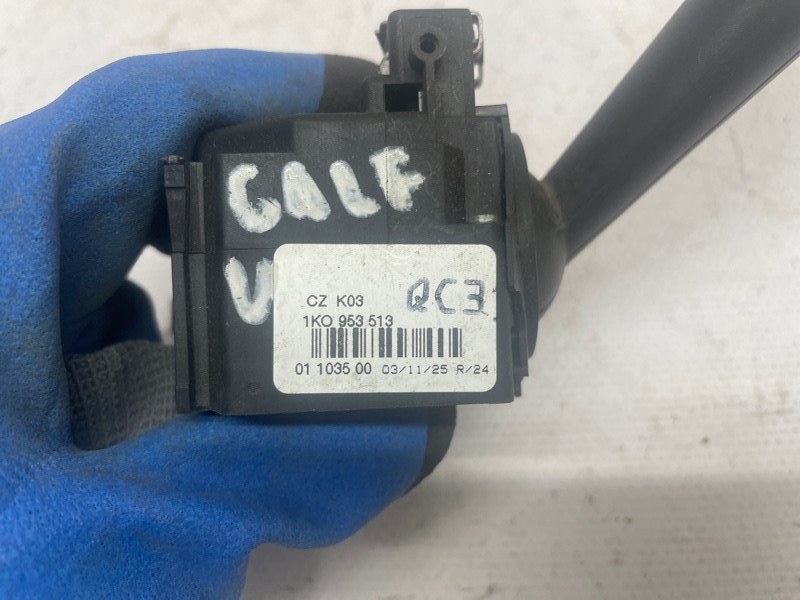 GOLF
V
CZ K03
QC3
1K0 953 513
01 1035 00 03/11/25 R/24